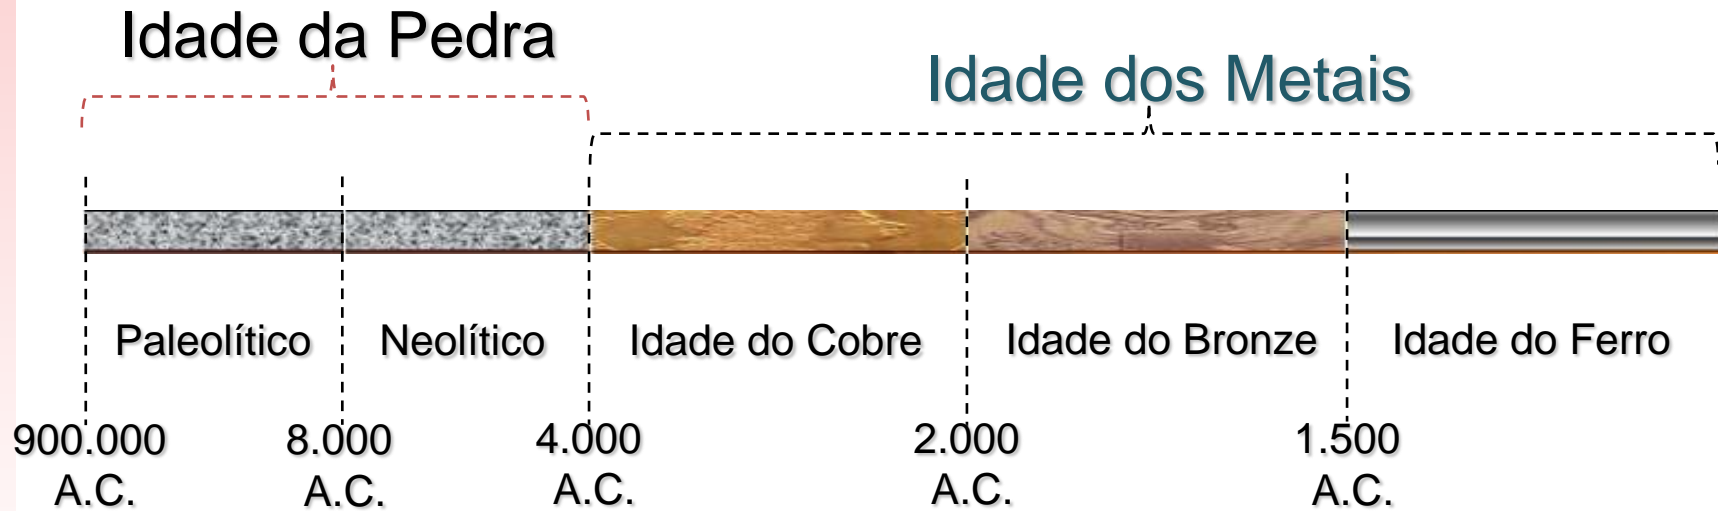 Idade da Pedra
Idade dos Metais
Paleolítico
Neolítico
Idade do Cobre
Idade do Bronze
Idade do Ferro
900.000
A.C.
8.000
A.C.
4.000
A.C.
2.000
A.C.
1.500
A.C.